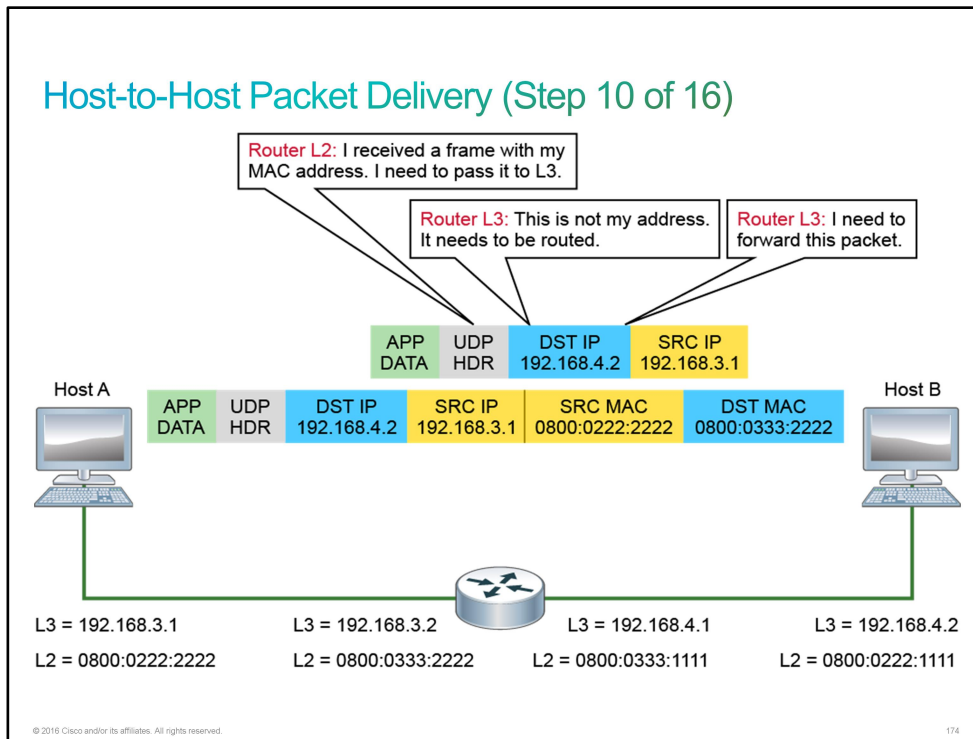 Host-to-Host Packet Delivery (Step 10 of 16)
Router L2: I received a frame with my
MAC address. I need to pass it to L3.
Router L3: This is not my address.
It needs to be routed.
Router L3: I need to
forward this packet.
APP UDP DST IP SRC IP
DATA HDR 192.168.4.2 192.168.3.1
Host A
Host B
APP UDP DST IP SRC IP SRC MAC DST MAC
DATA HDR 192.168.4.2 192.168.3.1 0800:0222:2222 0800:0333:2222
L3 = 192.168.3.1 L3 = 192.168.3.2 L3 = 192.168.4.1 L3 = 192.168.4.2
L2 = 0800:0222:2222 L2 = 0800:0333:2222 L2 = 0800:0333:1111 L2 = 0800:0222:1111
© 2016 Cisco and/or its affiliates. All rights reserved. 174